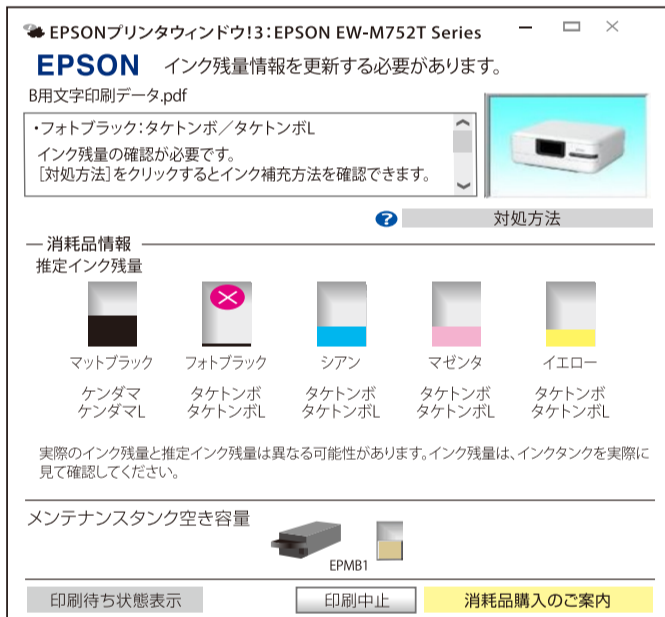 EPSONプリンタウィンドウ!3:EPSON EW-M752T Series
EPSON インク残量情報を更新する必要があります。
B用文字印刷データ.pdf
・フォトブラック:タケトンボ／タケトンボL
インク残量の確認が必要です。
[対処方法]をクリックするとインク補充方法を確認できます。
? 対処方法
消耗品情報
推定インク残量
マットブラック フォトブラック シアン マゼンタ イエロー
ケンダマ タケトンボ タケトンボ タケトンボ タケトンボ
ケンダマL タケトンボL タケトンボL タケトンボL タケトンボL
実際のインク残量と推定インク残量は異なる可能性があります。インク残量は、インクタンクを実際に
見て確認してください。
メンテナンスタンク空き容量
EPMB1
印刷待ち状態表示 印刷中止 消耗品購入のご案内